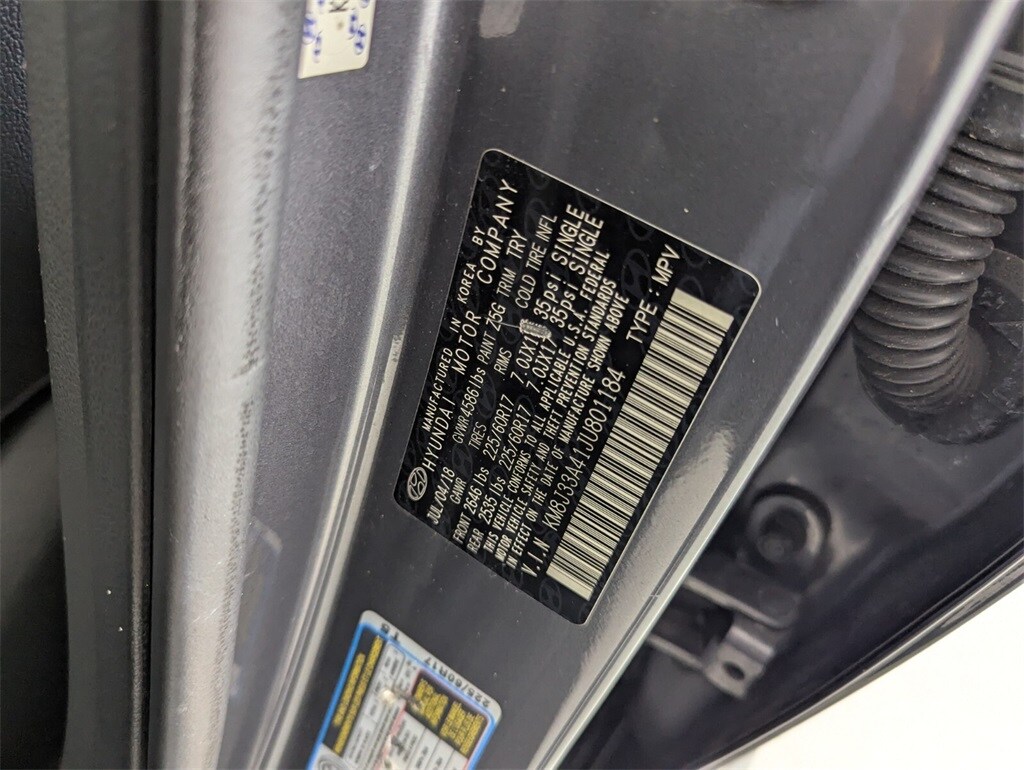 MANUFACTURED IN KOREA BY
HYUNDAI MOTOR COMPANY
JUL/04/18 GVWR 4586 lbs PAINT Z5G TRIM TRY
GAWR TIRES RIMS COLD TIRE INFL
FRONT 2646 lbs 225/60R17 7.0JX17 35psi SINGLE
REAR 2535 lbs 225/60R17 7.0JX17 35psi SINGLE
THIS VEHICLE CONFORMS TO ALL APPLICABLE U.S.A. FEDERAL
MOTOR VEHICLE SAFETY AND THEFT PREVENTION STANDARDS
IN EFFECT ON THE DATE OF MANUFACTURE SHOWN ABOVE
V.I.N : KM8J33A41JU801184 TYPE : MPV
225/60R17 T5